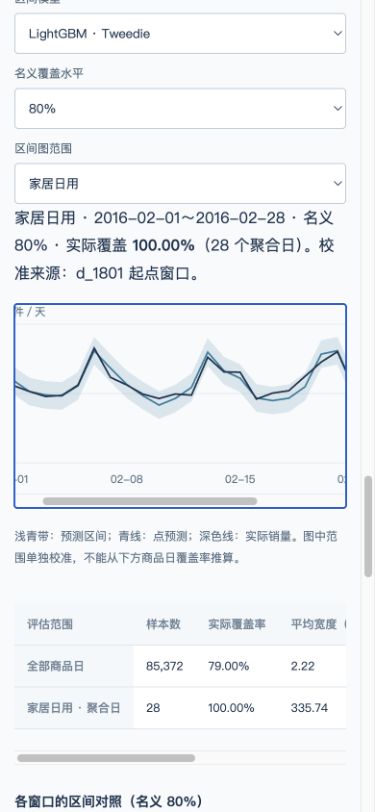 区间模型
LightGBM · Tweedie
名义覆盖水平
80%
区间图范围
家居日用
家居日用 · 2016-02-01～2016-02-28 · 名义
80% · 实际覆盖 100.00%（28 个聚合日）。校
准来源：d_1801 起点窗口。
件 / 天
-01 02-08 02-15
浅青带：预测区间；青线：点预测；深色线：实际销量。图中范
围单独校准，不能从下方商品日覆盖率推算。
评估范围 样本数 实际覆盖率 平均宽度
全部商品日 85,372 79.00% 2.22
家居日用 · 聚合日 28 100.00% 335.74
各窗口的区间对照（名义 80%）